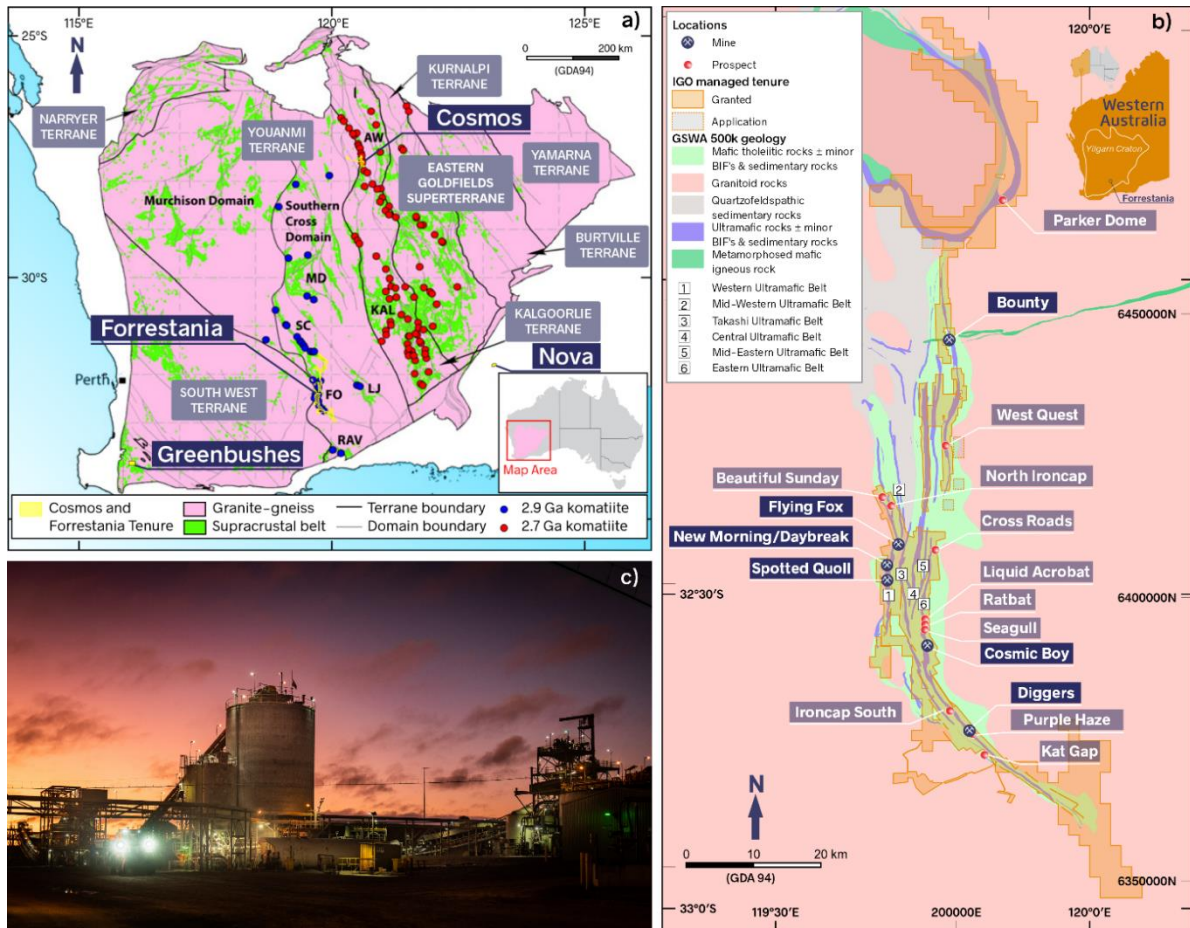 a)
115°E
120°E
125°E
25°S
30°S
N
0 200 km
(GDA94)
KURNALPI
TERRANE
NARRYER
TERRANE
YOUANMI
TERRANE
I
AW
Cosmos
EASTERN
GOLDFIELDS
SUPERTERRANE
YAMARNA
TERRANE
Murchison Domain
Southern
Cross
Domain
BURTVILLE
TERRANE
MD
KAL
KALGOORLIE
TERRANE
Forrestania
SC
Nova
Perth
SOUTH WEST
TERRANE
FO
LJ
RAV
Greenbushes
Map Area
Cosmos and
Forrestania Tenure
Granite-gneiss
Supracrustal belt
Terrane boundary
Domain boundary
2.9 Ga komatiite
2.7 Ga komatiite
c)
b)
Locations
Mine
Prospect
IGO managed tenure
Granted
Application
GSWA 500k geology
Mafic tholeiitic rocks ± minor
BIF's & sedimentary rocks
Granitoid rocks
Quartzofeldspathic
sedimentary rocks
Ultramafic rocks ± minor
BIF's & sedimentary rocks
Metamorphosed mafic
igneous rock
1 Western Ultramafic Belt
2 Mid-Western Ultramafic Belt
3 Takashi Ultramafic Belt
4 Central Ultramafic Belt
5 Mid-Eastern Ultramafic Belt
6 Eastern Ultramafic Belt
120°0'E
Western
Australia
Yilgarn Craton
Forrestania
Parker Dome
Bounty
6450000N
West Quest
Beautiful Sunday
2
North Ironcap
Flying Fox
Cross Roads
New Morning/Daybreak
5
Liquid Acrobat
Spotted Quoll
3
1
4
6
32°30'S
6400000N
Ratbat
Seagull
Cosmic Boy
Diggers
Ironcap South
Purple Haze
Kat Gap
N
0 10 20 km
(GDA 94)
6350000N
33°0'S
119°30'E
200000E
120°0'E